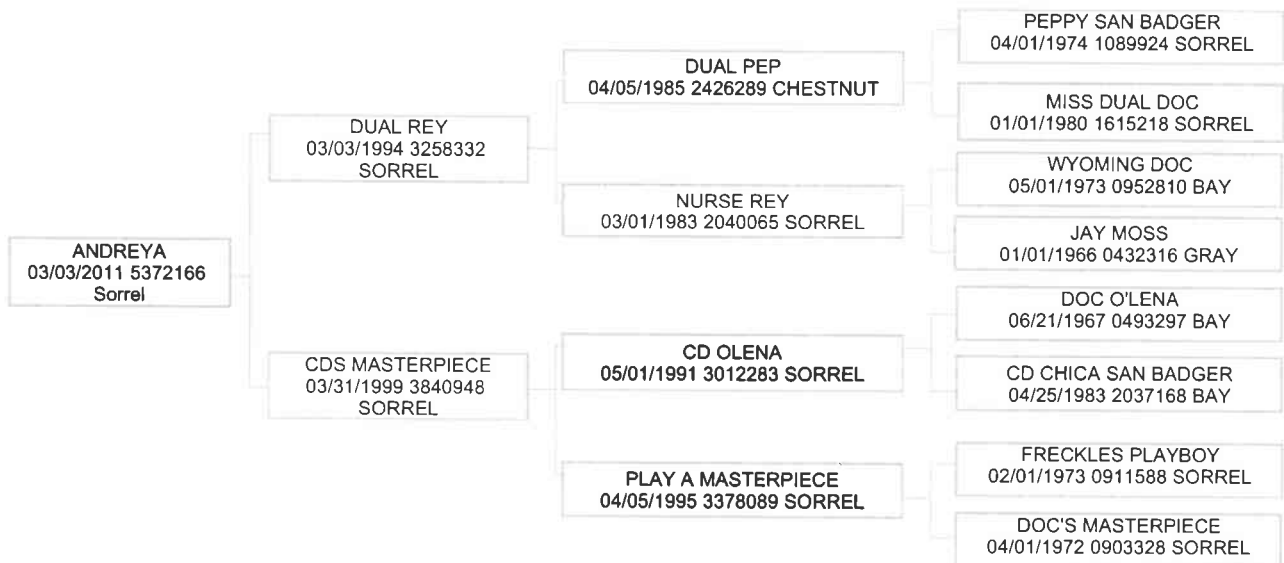 ANDREYA
03/03/2011 5372166
Sorrel
DUAL REY
03/03/1994 3258332
SORREL
CDS MASTERPIECE
03/31/1999 3840948
SORREL
DUAL PEP
04/05/1985 2426289 CHESTNUT
NURSE REY
03/01/1983 2040065 SORREL
CD OLENA
05/01/1991 3012283 SORREL
PLAY A MASTERPIECE
04/05/1995 3378089 SORREL
PEPPY SAN BADGER
04/01/1974 1089924 SORREL
MISS DUAL DOC
01/01/1980 1615218 SORREL
WYOMING DOC
05/01/1973 0952810 BAY
JAY MOSS
01/01/1966 0432316 GRAY
DOC O'LENA
06/21/1967 0493297 BAY
CD CHICA SAN BADGER
04/25/1983 2037168 BAY
FRECKLES PLAYBOY
02/01/1973 0911588 SORREL
DOC'S MASTERPIECE
04/01/1972 0903328 SORREL